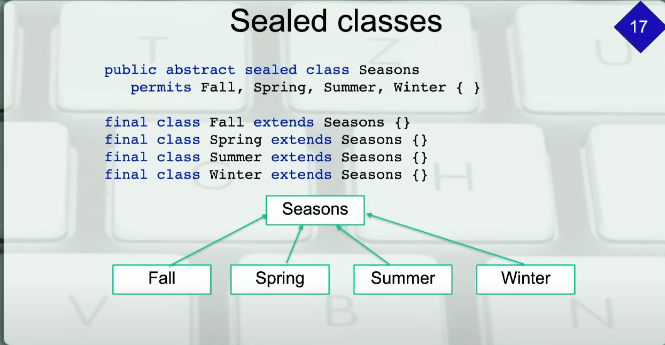 Sealed classes
17
public abstract sealed class Seasons
permits Fall, Spring, Summer, Winter { }
final class Fall extends Seasons {}
final class Spring extends Seasons {}
final class Summer extends Seasons {}
final class Winter extends Seasons {}
Seasons
Fall
Spring
Summer
Winter